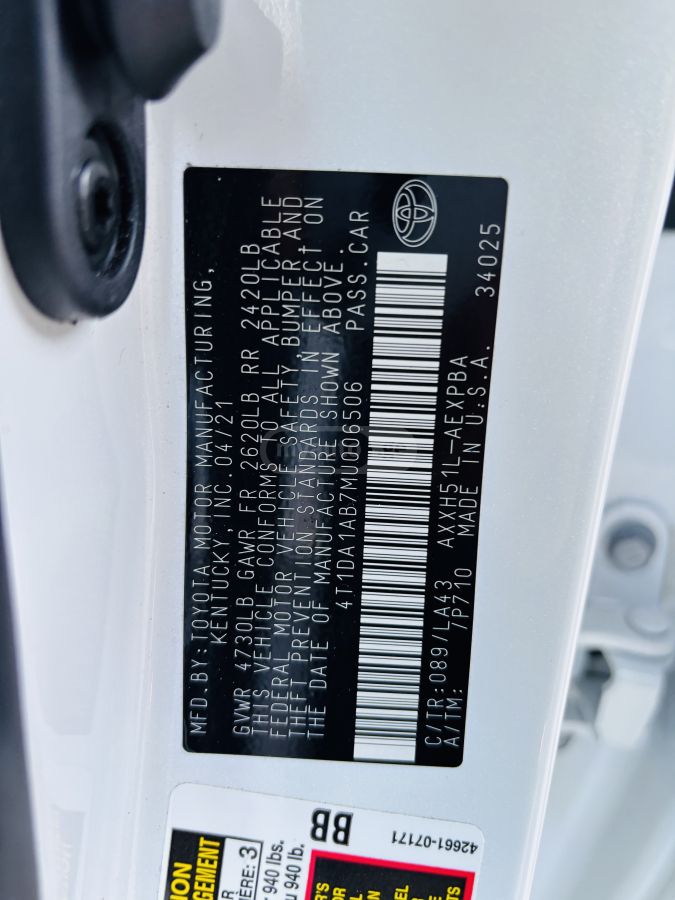 MFD.BY:TOYOTA MOTOR MANUFACTURING,
KENTUCKY, INC. 04/21
GVWR 4730LB GAWR FR 2620LB RR 2420LB
THIS VEHICLE CONFORMS TO ALL APPLICABLE
FEDERAL MOTOR VEHICLE SAFETY,BUMPER AND
THEFT PREVENTION STANDARDS IN EFFECT ON
THE DATE OF MANUFACTURE SHOWN ABOVE.
4T1DA1AB7MU006506 PASS.CAR
C/TR:089/LA43 AXXH51L-AEXPBA 34025
A/TM: 7P710 MADE IN U.S.A.
BB
42661-07171